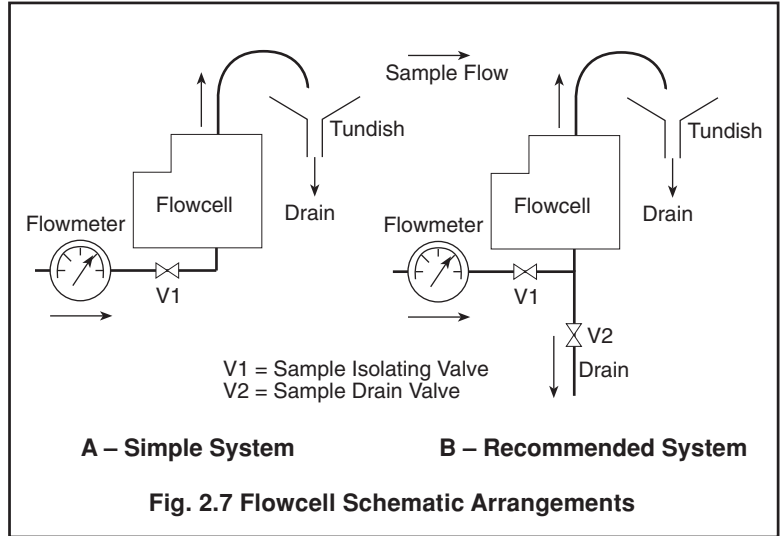 Sample Flow
Tundish
Flowcell
Drain
Flowmeter
V1
Tundish
Flowcell
Drain
Flowmeter
V1
V2
Drain
V1 = Sample Isolating Valve
V2 = Sample Drain Valve
A – Simple System
B – Recommended System
Fig. 2.7 Flowcell Schematic Arrangements